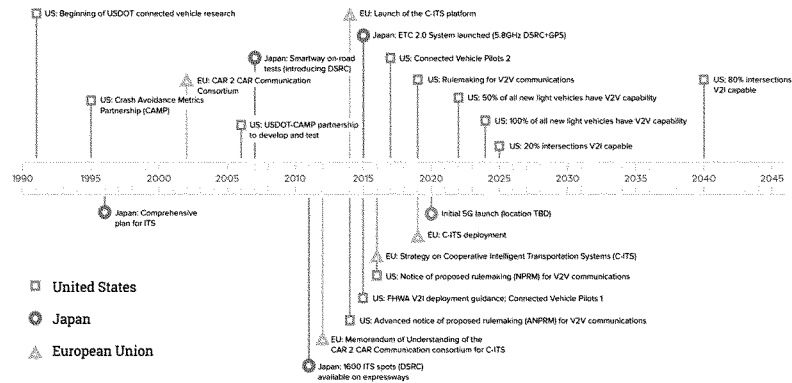 US: Beginning of USDOT connected vehicle research
EU: Launch of the C-ITS platform
Japan: ETC 2.0 System launched (5.8GHz DSRC+GPS)
Japan: Smartway on-road
tests (introducing DSRC)
US: Connected Vehicle Pilots 2
EU: CAR 2 CAR Communication
Consortium
US: Rulemaking for V2V communications
US: 80% intersections
V2I capable
US: Crash Avoidance Metrics
Partnership (CAMP)
US: 50% of all new light vehicles have V2V capability
US: USDOT-CAMP partnership
to develop and test
US: 100% of all new light vehicles have V2V capability
US: 20% intersections V2I capable
1990 1995 2000 2005 2010 2015 2020 2025 2030 2035 2040 2045
Japan: Comprehensive
plan for ITS
Initial 5G launch (location TBD)
EU: C-ITS deployment
EU: Strategy on Cooperative Intelligent Transportation Systems (C-ITS)
US: Notice of proposed rulemaking (NPRM) for V2V communications
US: FHWA V2I deployment guidance; Connected Vehicle Pilots 1
US: Advanced notice of proposed rulemaking (ANPRM) for V2V communications
EU: Memorandum of Understanding of the
CAR 2 CAR Communication consortium for C-ITS
Japan: 1600 ITS spots (DSRC)
available on expressways
United States
Japan
European Union